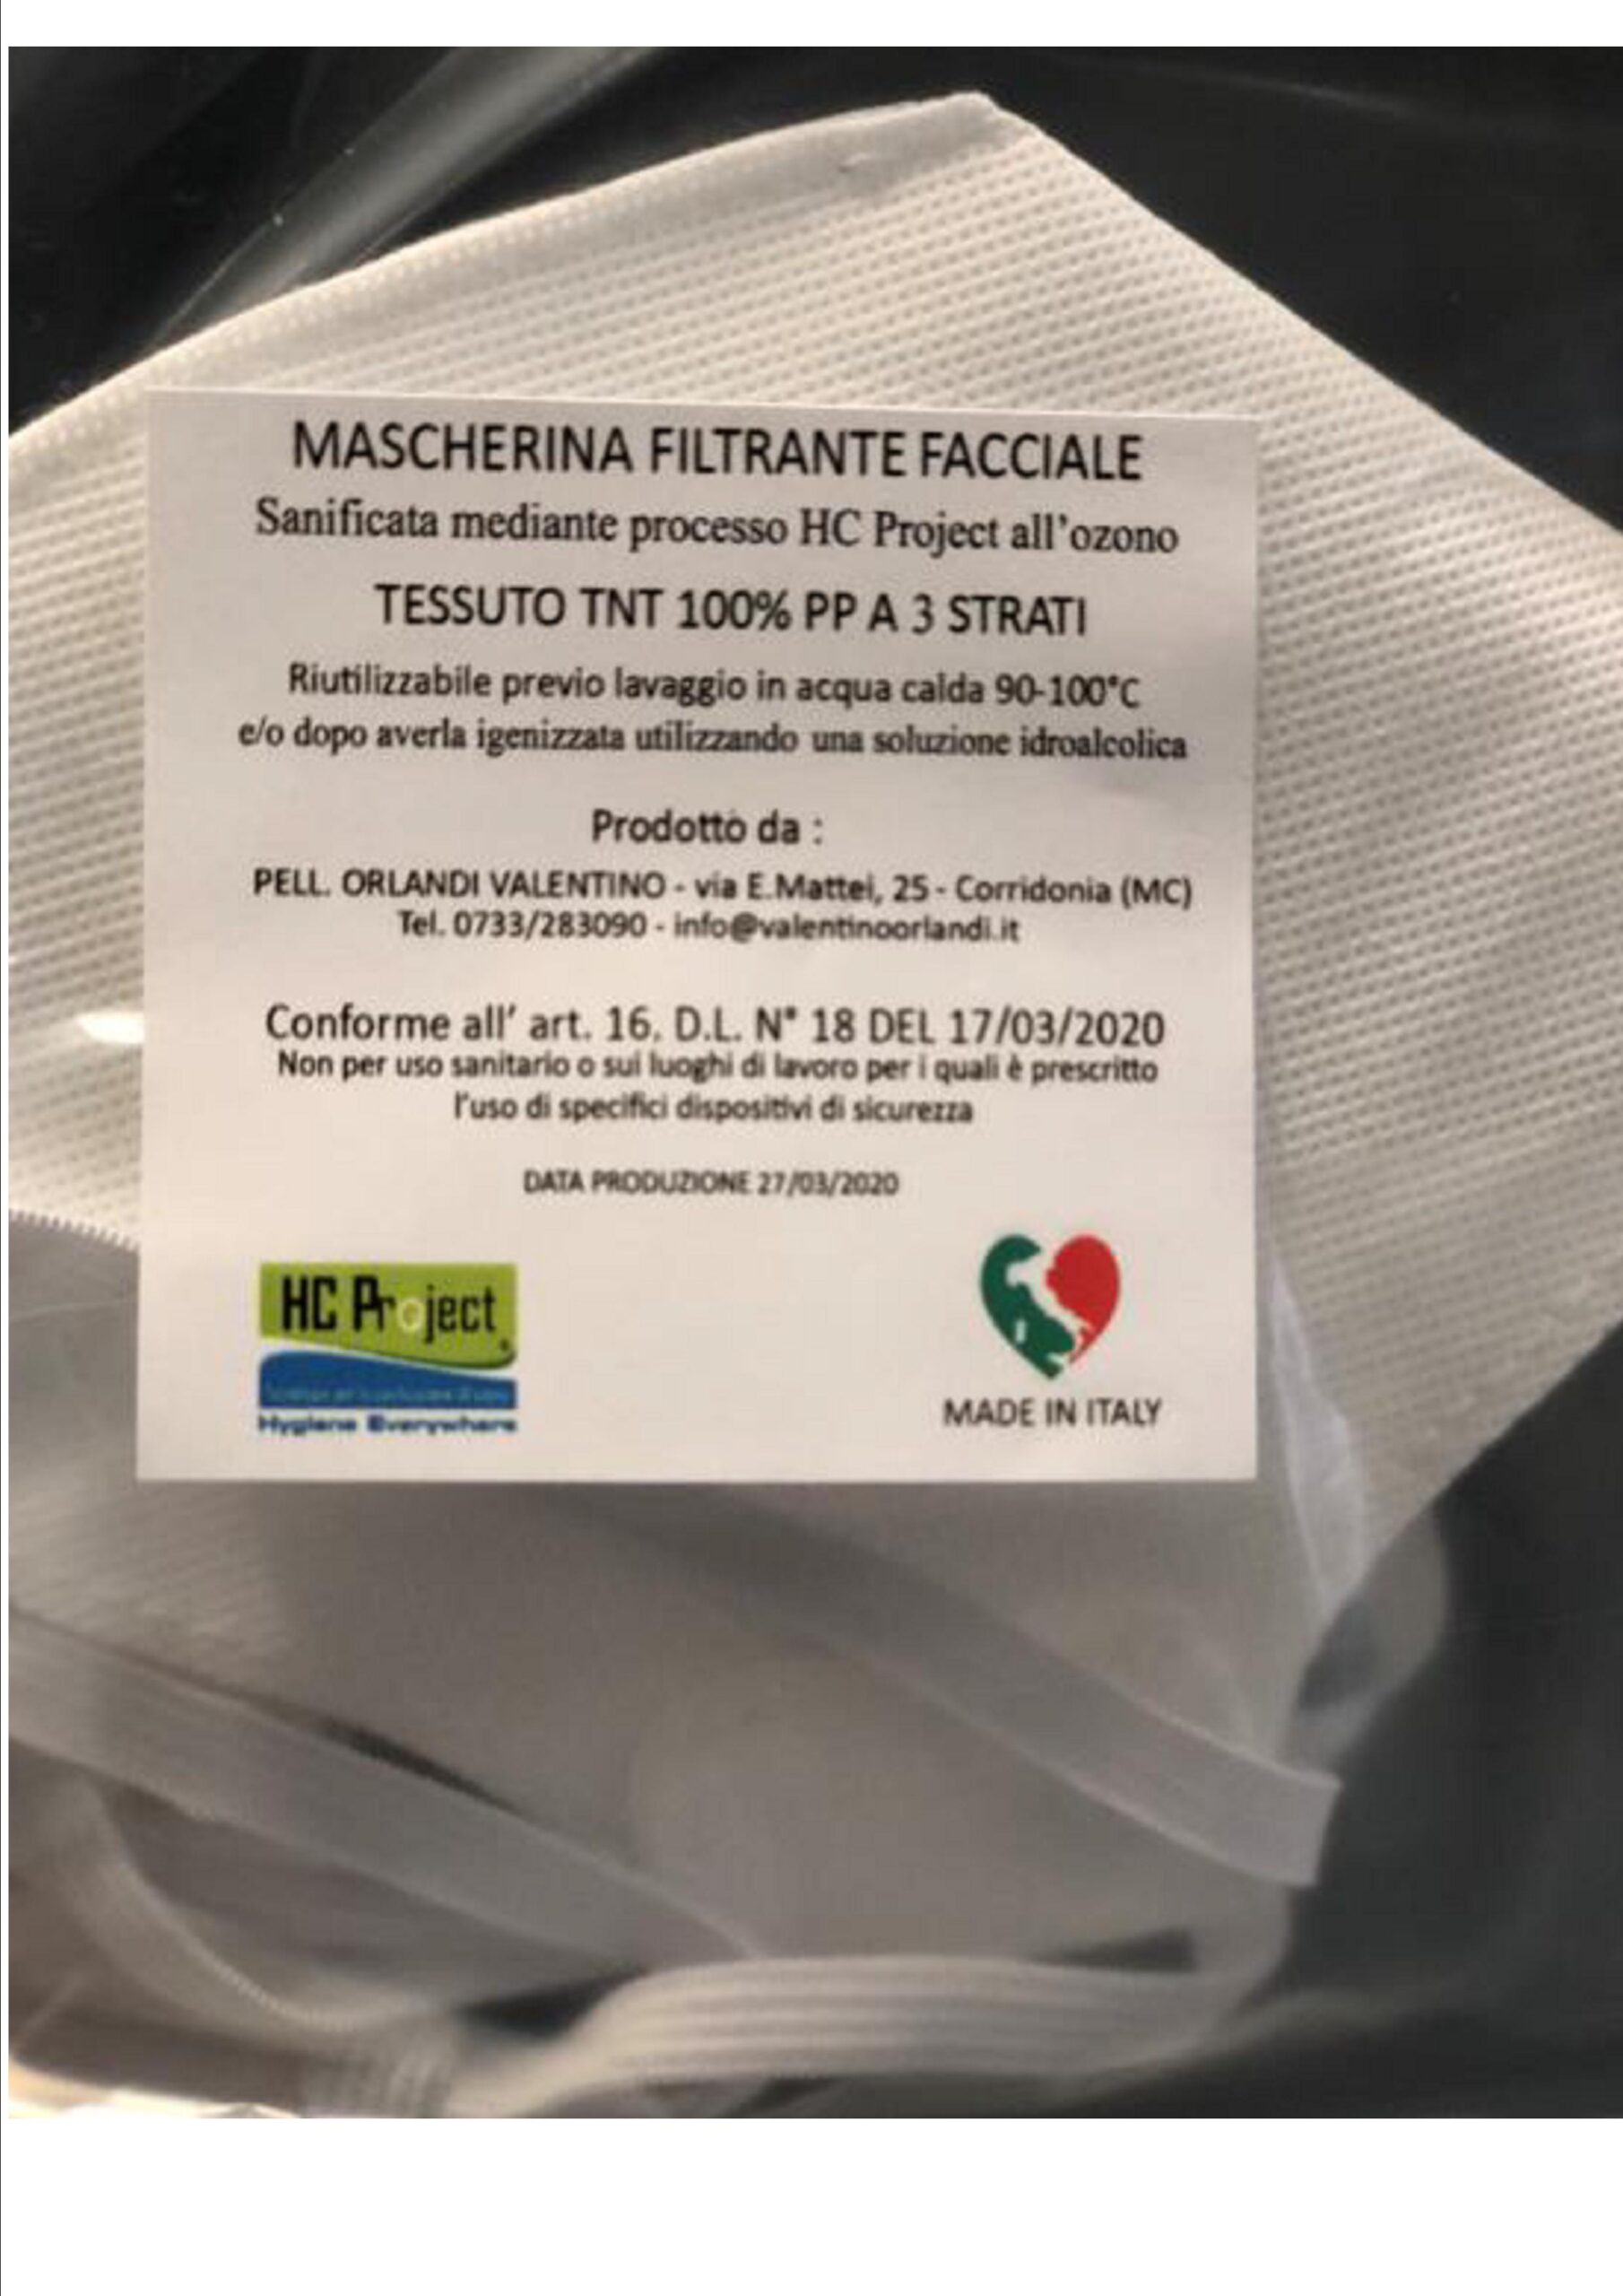 MASCHERINA FILTRANTE FACCIALE
Sanificata mediante processo HC Project all'ozono
TESSUTO TNT 100% PP A 3 STRATI
Riutilizzabile previo lavaggio in acqua calda 90-100°C
e/o dopo averla igenizzata utilizzando una soluzione idroalcolica
Prodotto da :
PELL. ORLANDI VALENTINO - via E.Mattei, 25 - Corridonia (MC)
Tel. 0733/283090 - info@valentinoorlandi.it
Conforme all' art. 16, D.L. N° 18 DEL 17/03/2020
Non per uso sanitario o sui luoghi di lavoro per i quali è prescritto
l'uso di specifici dispositivi di sicurezza
DATA PRODUZIONE 27/03/2020
HC Project
Hygiene Everywhere
MADE IN ITALY